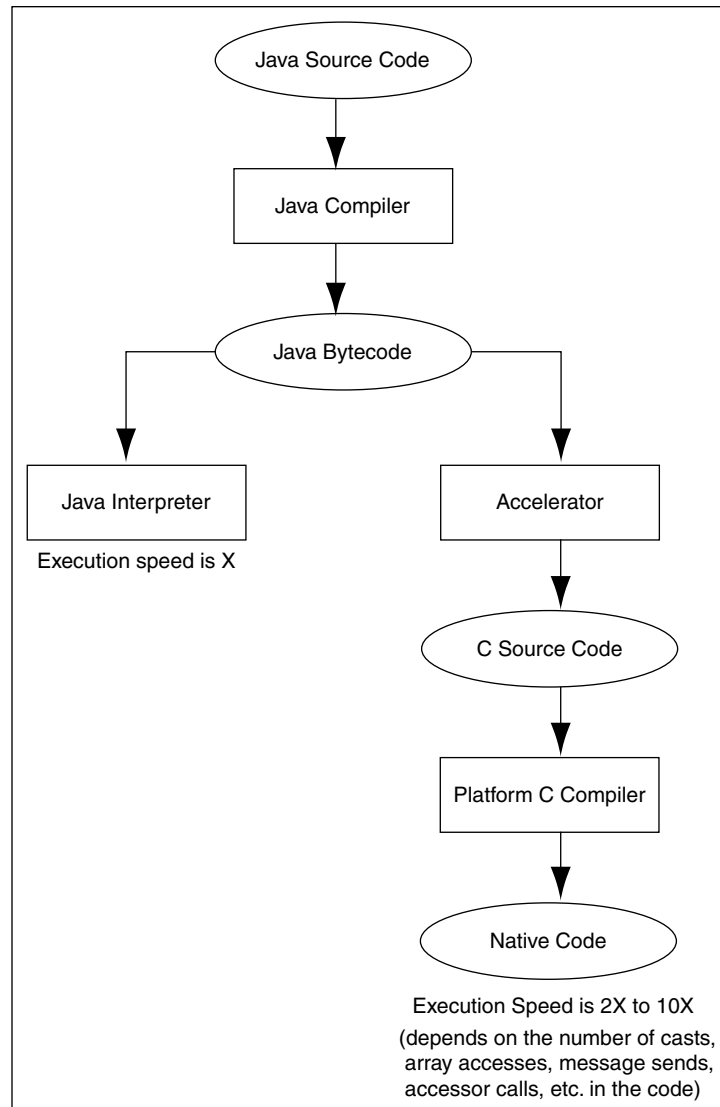 Java Source Code
Java Compiler
Java Bytecode
Java Interpreter
Execution speed is X
Accelerator
C Source Code
Platform C Compiler
Native Code
Execution Speed is 2X to 10X
(depends on the number of casts,
array accesses, message sends,
accessor calls, etc. in the code)